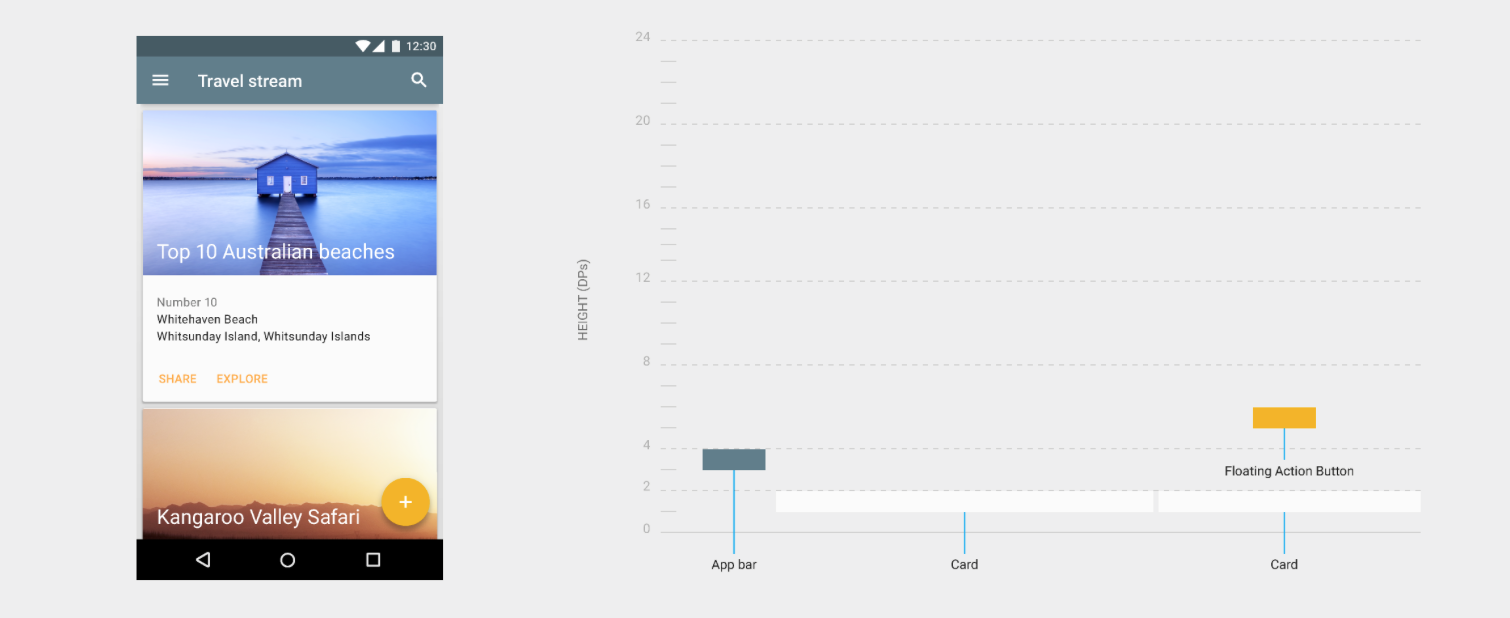 12:30
Travel stream
Top 10 Australian beaches
Number 10
Whitehaven Beach
Whitsunday Island, Whitsunday Islands
SHARE EXPLORE
Kangaroo Valley Safari
+
HEIGHT (DPs)
24
20
16
12
8
4
2
0
Floating Action Button
App bar
Card
Card